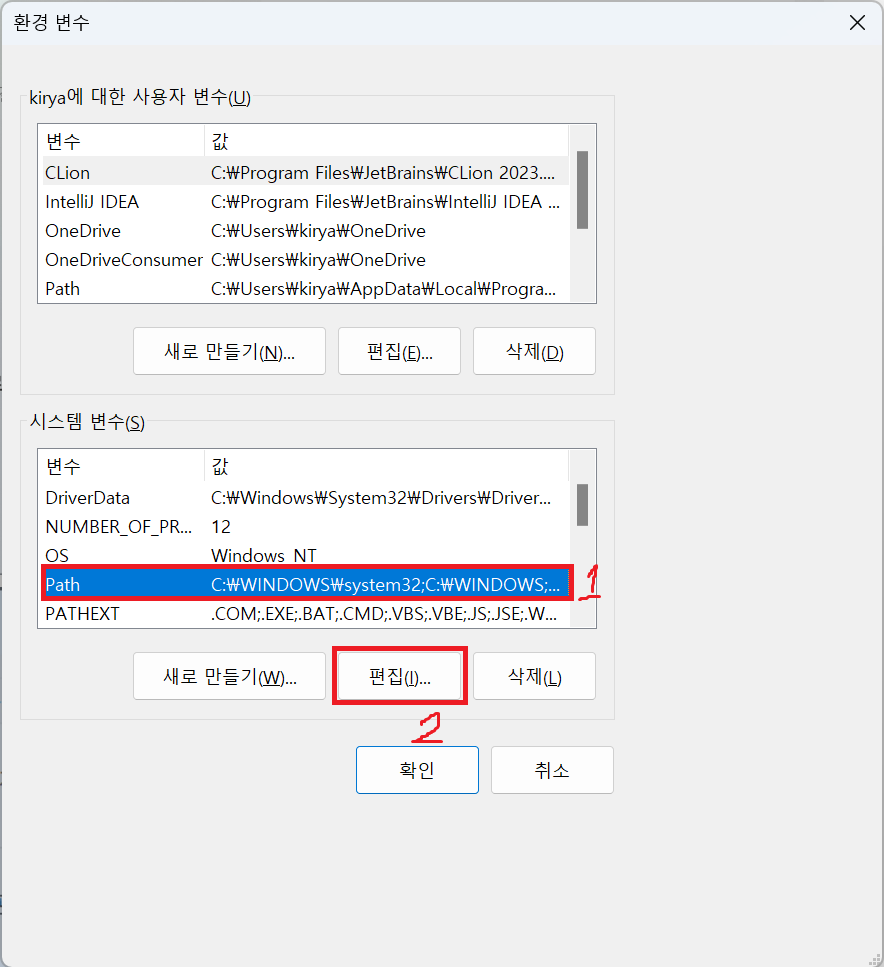 환경 변수
kirya에 대한 사용자 변수(U)
변수 값
CLion C:₩Program Files₩JetBrains₩CLion 2023....
IntelliJ IDEA C:₩Program Files₩JetBrains₩IntelliJ IDEA ...
OneDrive C:₩Users₩kirya₩OneDrive
OneDriveConsumer C:₩Users₩kirya₩OneDrive
Path C:₩Users₩kirya₩AppData₩Local₩Progra...
새로 만들기(N)... 편집(E)... 삭제(D)
시스템 변수(S)
변수 값
DriverData C:₩Windows₩System32₩Drivers₩Driver...
NUMBER_OF_PR... 12
OS Windows_NT
Path C:₩WINDOWS₩system32;C:₩WINDOWS;...
1
PATHEXT .COM;.EXE;.BAT;.CMD;.VBS;.VBE;.JS;.JSE;.W...
새로 만들기(W)... 편집(I)... 삭제(L)
2
확인 취소